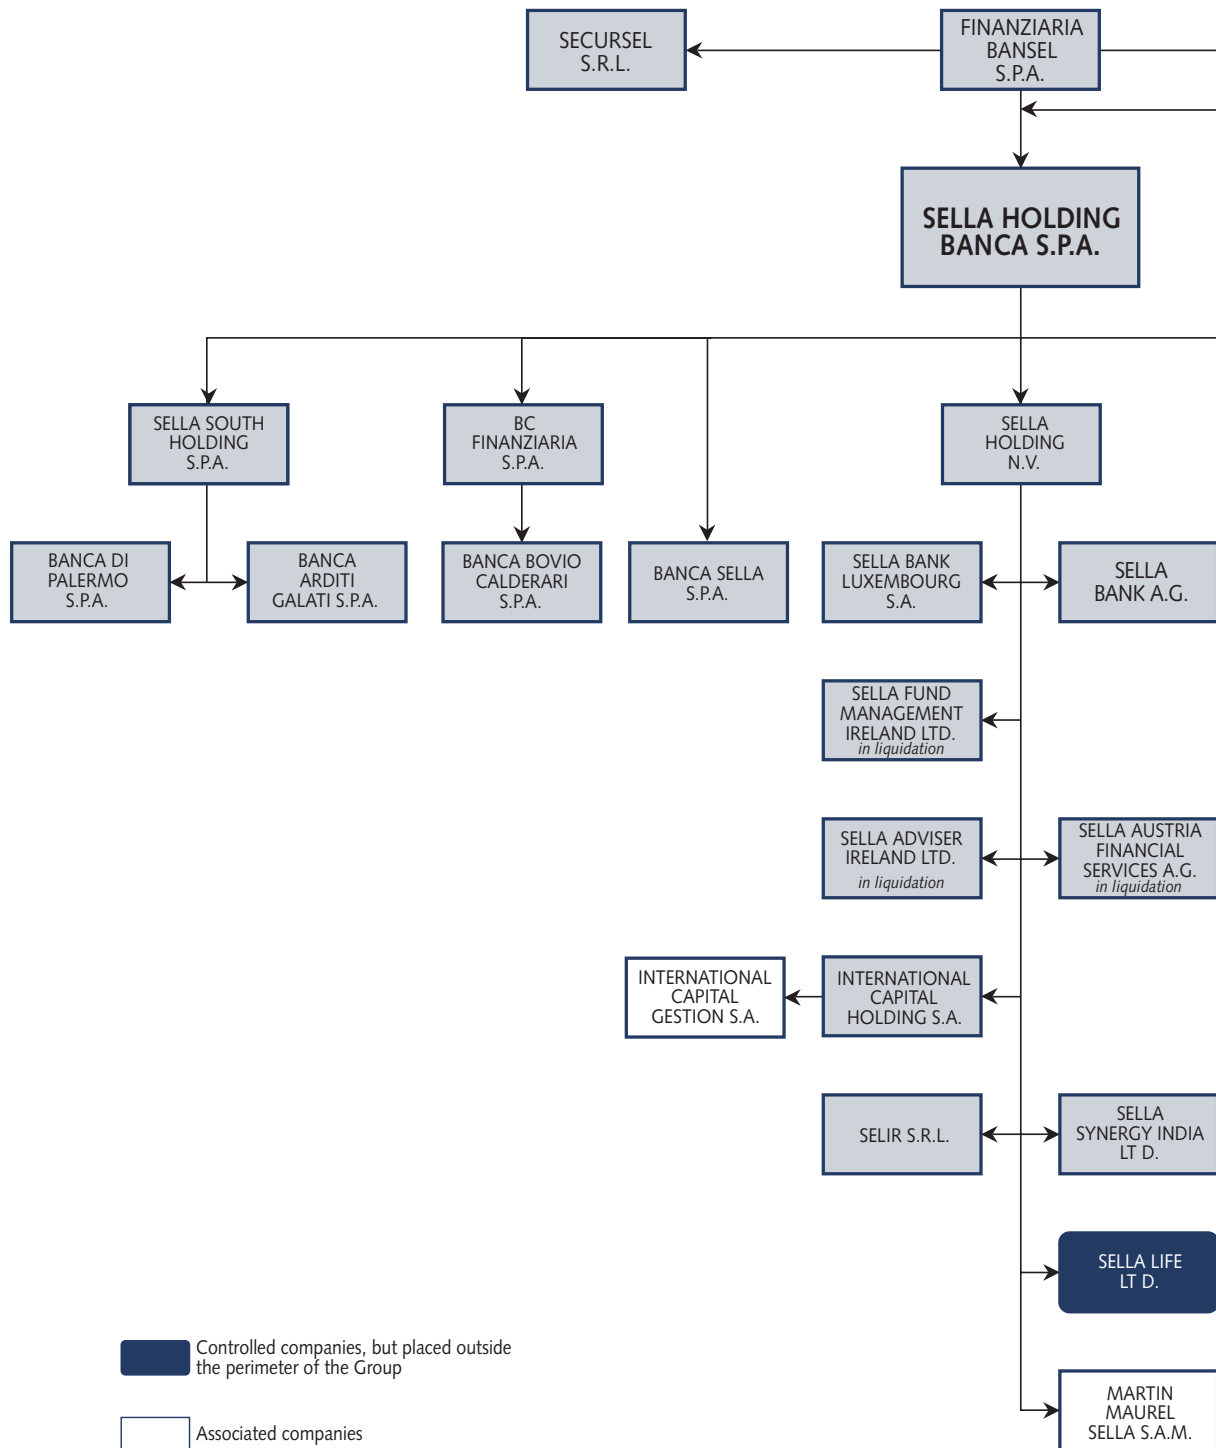 SECURSEL
S.R.L.
FINANZIARIA
BANSEL
S.P.A.
SELLA HOLDING
BANCA S.P.A.
SELLA SOUTH
HOLDING
S.P.A.
BC
FINANZIARIA
S.P.A.
SELLA
HOLDING
N.V.
BANCA DI
PALERMO
S.P.A.
BANCA
ARDITI
GALATI S.P.A.
BANCA BOVIO
CALDERARI
S.P.A.
BANCA SELLA
S.P.A.
SELLA BANK
LUXEMBOURG
S.A.
SELLA
BANK A.G.
SELLA FUND
MANAGEMENT
IRELAND LTD.
in liquidation
SELLA ADVISER
IRELAND LTD.
in liquidation
SELLA AUSTRIA
FINANCIAL
SERVICES A.G.
in liquidation
INTERNATIONAL
CAPITAL
GESTION S.A.
INTERNATIONAL
CAPITAL
HOLDING S.A.
SELIR S.R.L.
SELLA
SYNERGY INDIA
LT D.
SELLA LIFE
LT D.
Controlled companies, but placed outside
the perimeter of the Group
MARTIN
MAUREL
SELLA S.A.M.
Associated companies